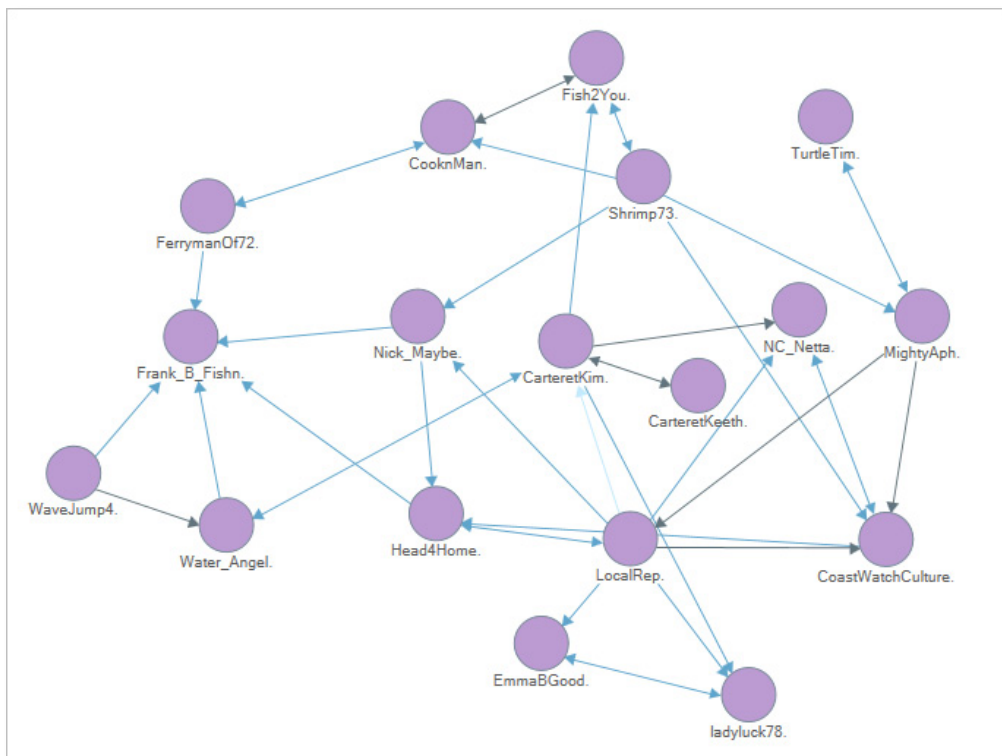 Fish2You.
CooknMan.
TurtleTim.
Shrimp73.
FerrymanOf72.
Nick_Maybe.
NC_Netta.
MightyAph.
Frank_B_Fishn.
CarteretKim.
CarteretKeeth.
WaveJump4.
Water_Angel.
Head4Home.
LocalRep.
CoastWatchCulture.
EmmaBGood.
ladyluck78.